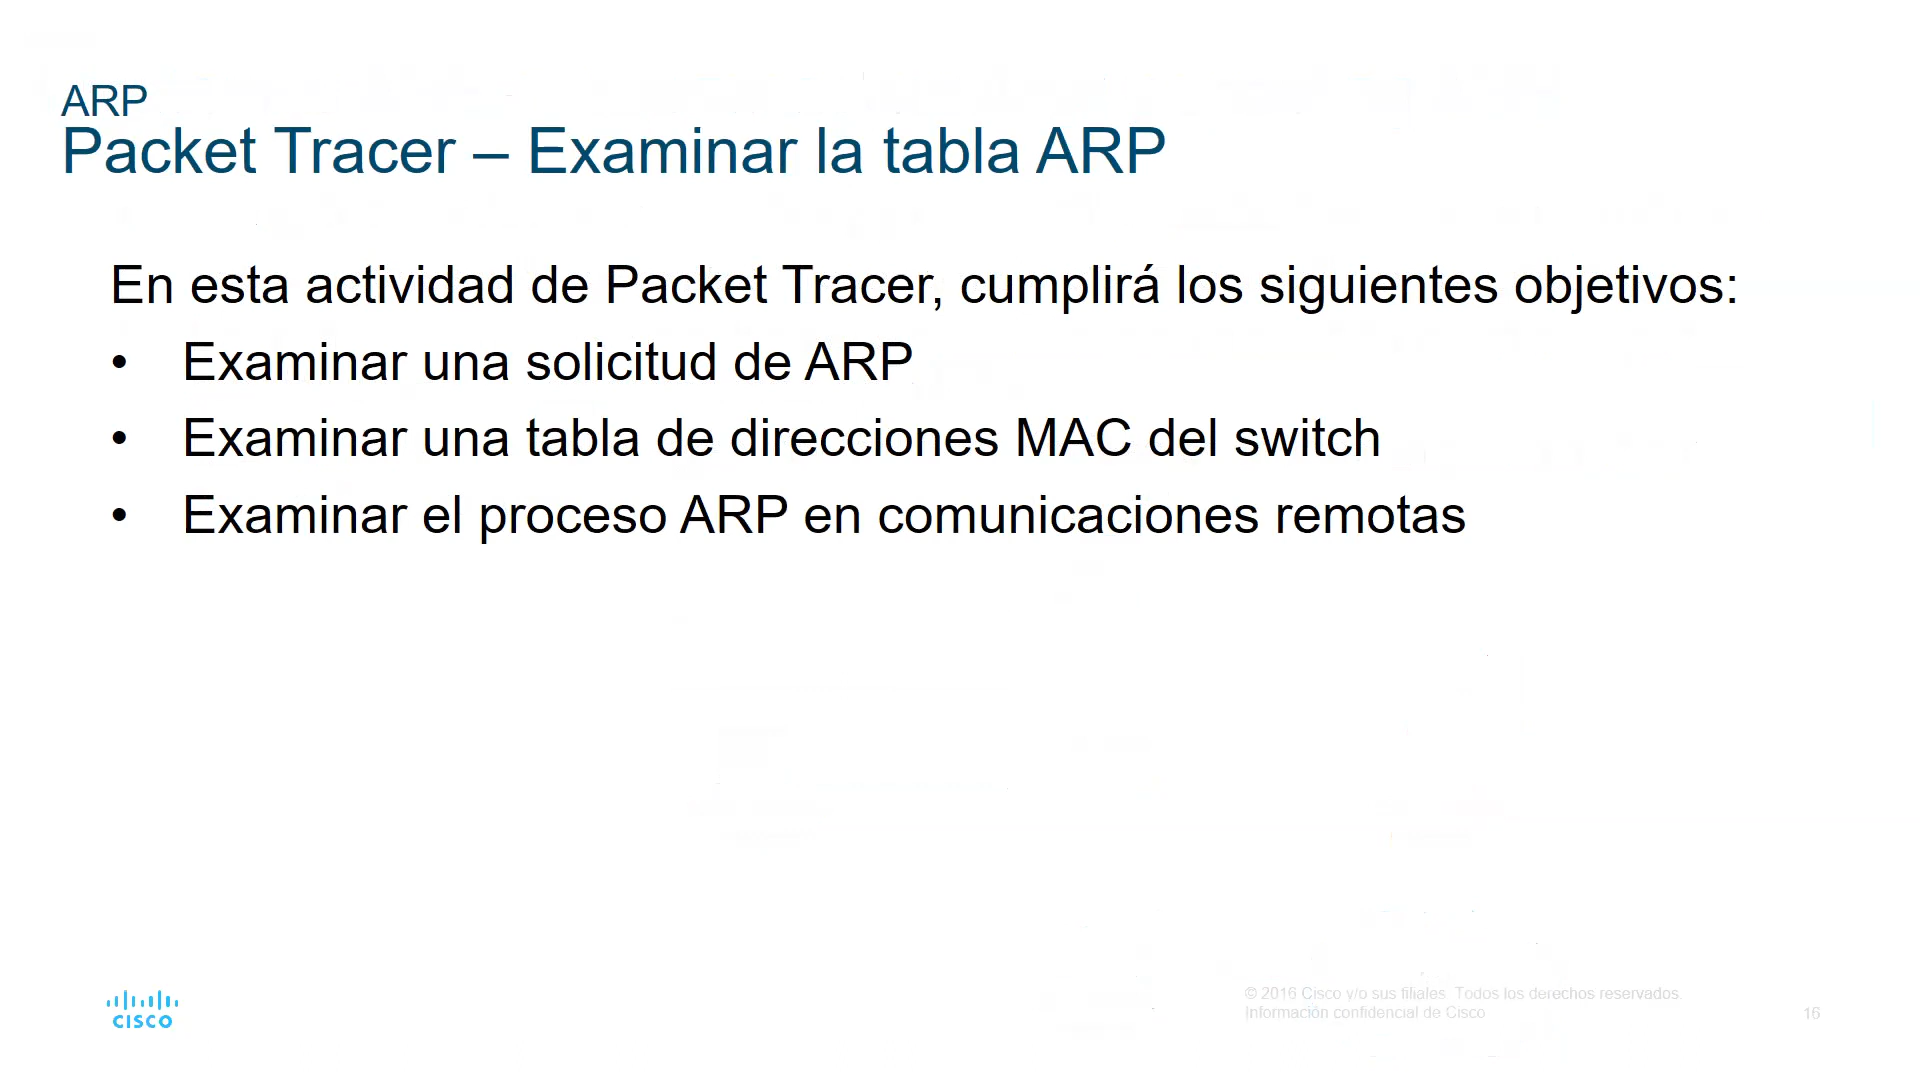 ARP
Packet Tracer – Examinar la tabla ARP
En esta actividad de Packet Tracer, cumplirá los siguientes objetivos:
• Examinar una solicitud de ARP
• Examinar una tabla de direcciones MAC del switch
• Examinar el proceso ARP en comunicaciones remotas
CISCO
© 2016 Cisco y/o sus filiales. Todos los derechos reservados.
Información confidencial de Cisco
16